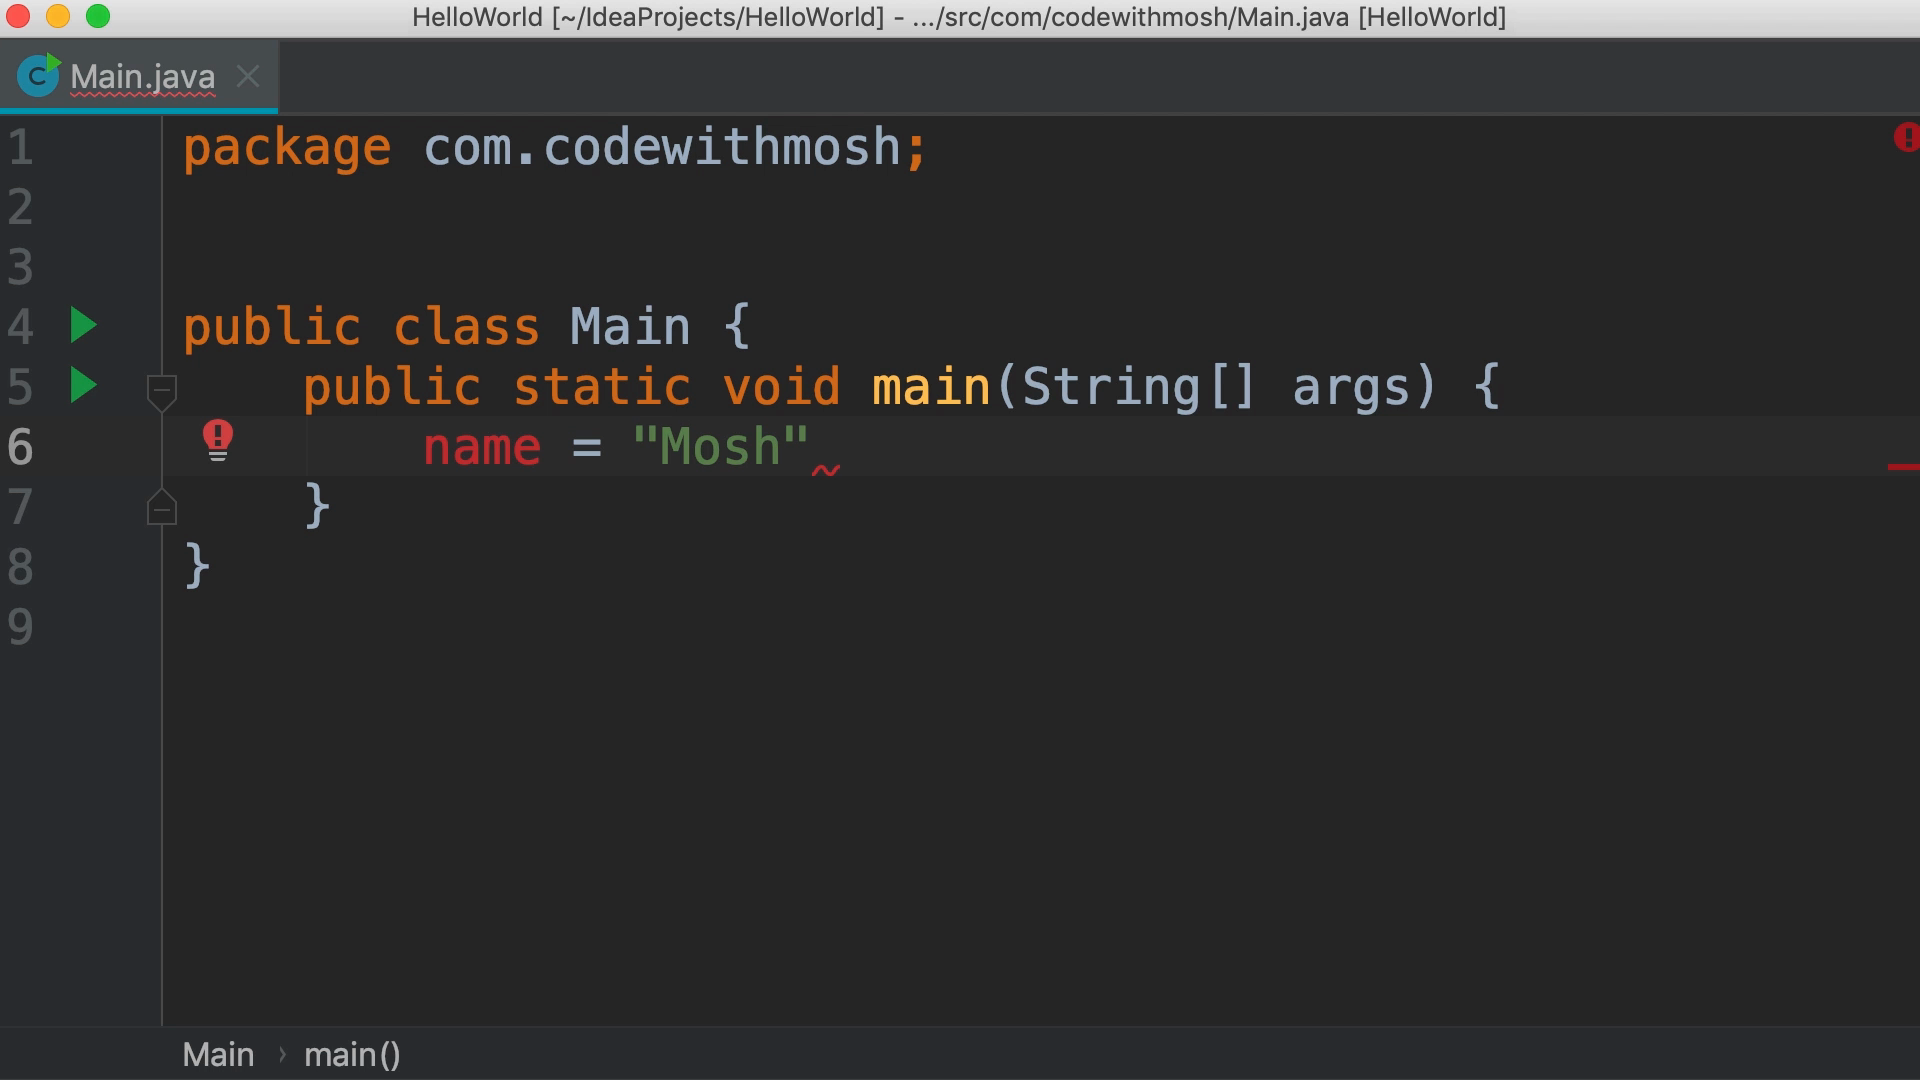 HelloWorld [~/IdeaProjects/HelloWorld] - .../src/com/codewithmosh/Main.java [HelloWorld]
C Main.java
1 package com.codewithmosh;
2
3
4 public class Main {
5     public static void main(String[] args) {
6         name = "Mosh"
7     }
8 }
9
Main › main()